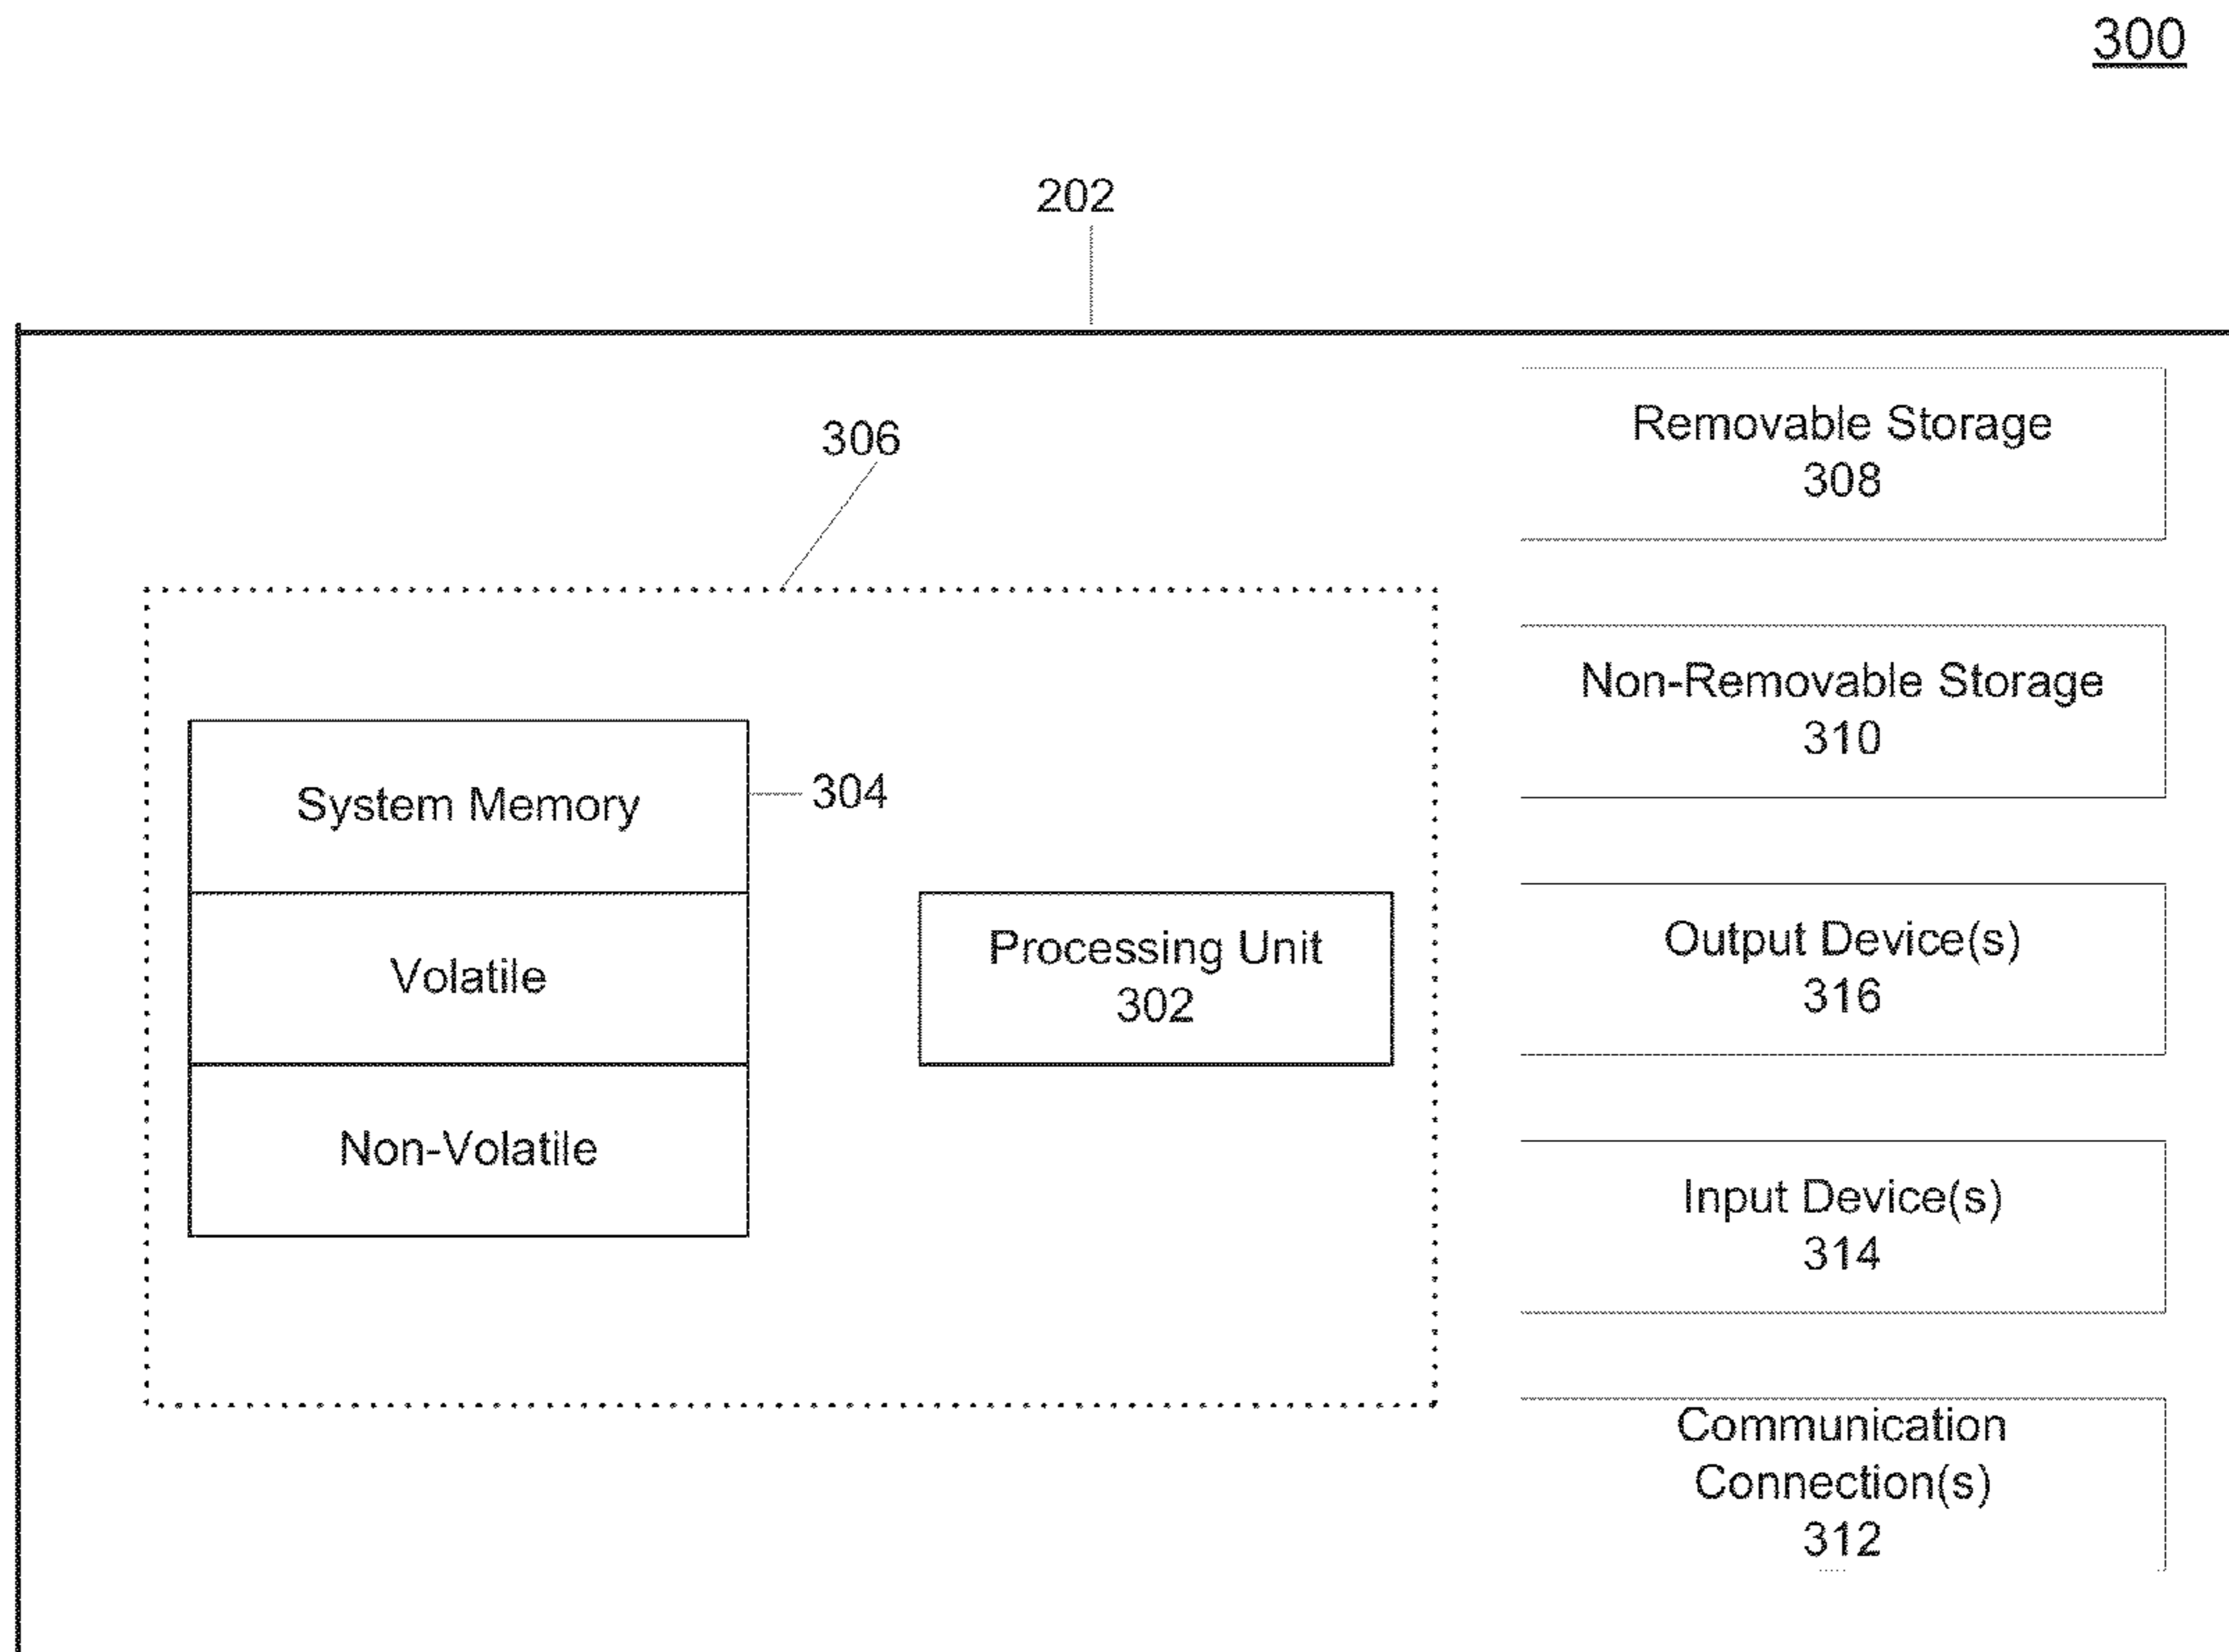 300
202
306
Removable Storage
308
Non-Removable Storage
310
System Memory
304
Volatile
Processing Unit
302
Non-Volatile
Output Device(s)
316
Input Device(s)
314
Communication
Connection(s)
312